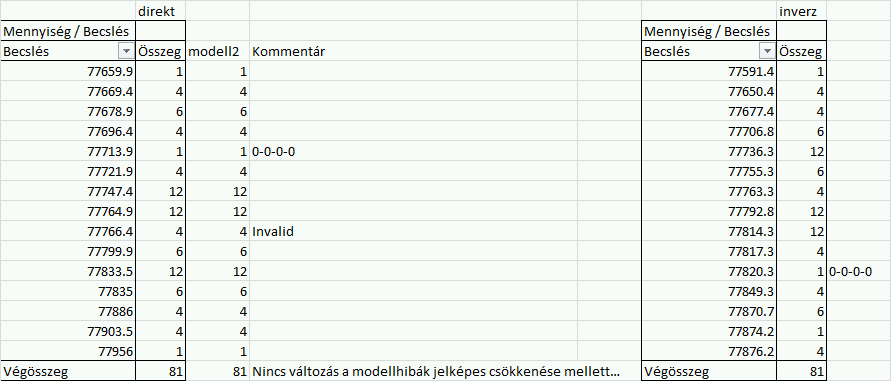 direkt inverz
Mennyiség / Becslés Mennyiség / Becslés
Becslés Összeg modell2 Kommentár Becslés Összeg
77659.9 1 1 77591.4 1
77669.4 4 4 77650.4 4
77678.9 6 6 77677.4 4
77696.4 4 4 77706.8 6
77713.9 1 1 0-0-0-0 77736.3 12
77721.9 4 4 77755.3 6
77747.4 12 12 77763.3 4
77764.9 12 12 77792.8 12
77766.4 4 4 Invalid 77814.3 12
77799.9 6 6 77817.3 4
77833.5 12 12 77820.3 1 0-0-0-0
77835 6 6 77849.3 4
77886 4 4 77870.7 6
77903.5 4 4 77874.2 1
77956 1 1 77876.2 4
Végösszeg 81 81 Nincs változás a modellhibák jelképes csökkenése mellett... Végösszeg 81